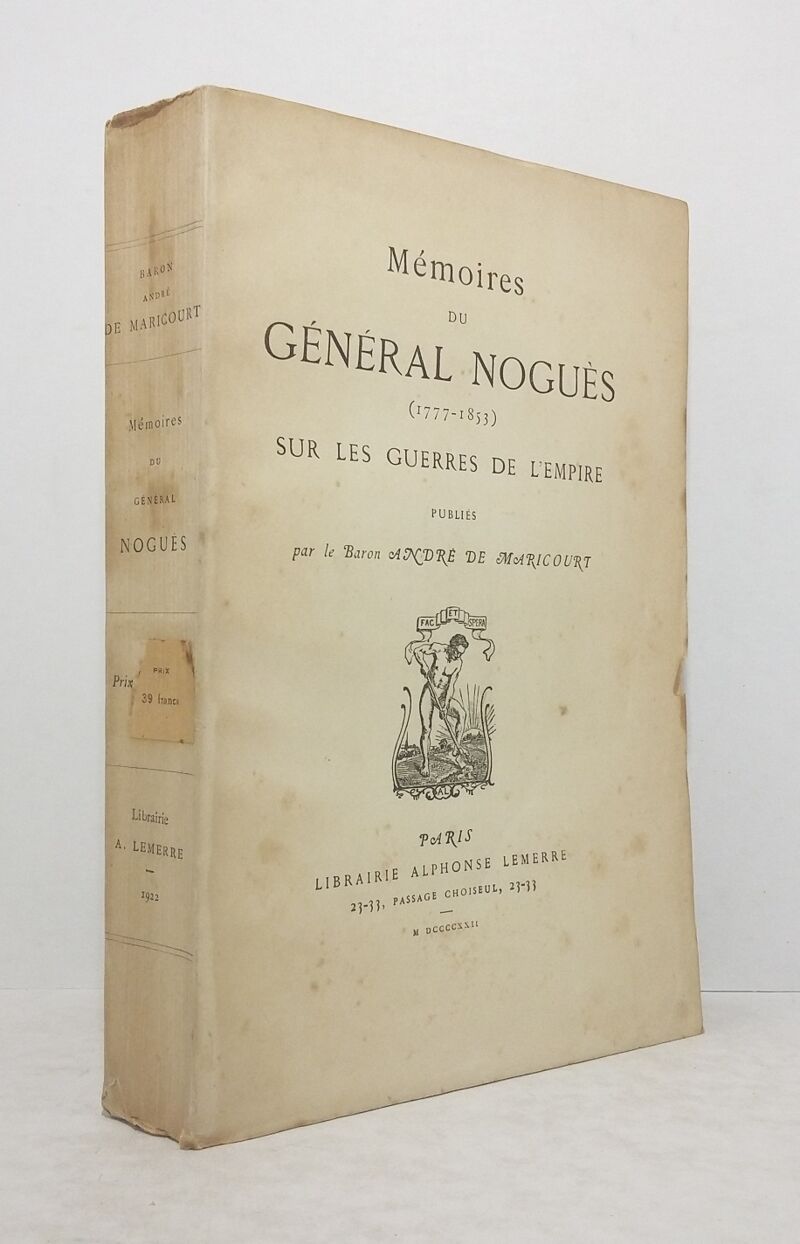 BARON
ANDRÉ
DE MARICOURT
Mémoires
DU
GÉNÉRAL
NOGUÈS
Prix
PRIX
39 francs
Librairie
A. LEMERRE
1922
Mémoires
DU
GÉNÉRAL NOGUÈS
(1777-1853)
SUR LES GUERRES DE L'EMPIRE
PUBLIÉS
par le Baron ANDRÉ DE MARICOURT
FAC ET SPERA
AL
PARIS
LIBRAIRIE ALPHONSE LEMERRE
23-33, PASSAGE CHOISEUL, 23-33
M DCCCCXXII